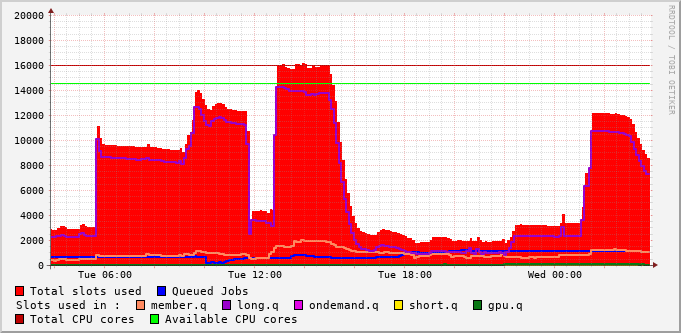 RRDTOOL / TOBI OETIKER
20000
18000
16000
14000
12000
10000
8000
6000
4000
2000
0
Tue 06:00 Tue 12:00 Tue 18:00 Wed 00:00
Total slots used Queued Jobs
Slots used in : member.q long.q ondemand.q short.q gpu.q
Total CPU cores Available CPU cores